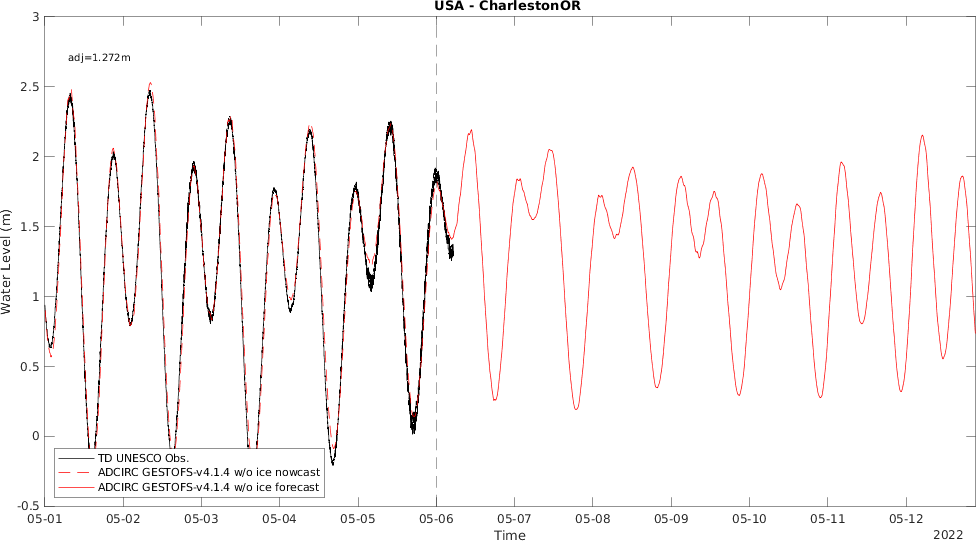 USA - CharlestonOR
adj=1.272m
Water Level (m)
3
2.5
2
1.5
1
0.5
0
-0.5
TD UNESCO Obs.
ADCIRC GESTOFS-v4.1.4 w/o ice nowcast
ADCIRC GESTOFS-v4.1.4 w/o ice forecast
05-01 05-02 05-03 05-04 05-05 05-06 05-07 05-08 05-09 05-10 05-11 05-12
Time
2022